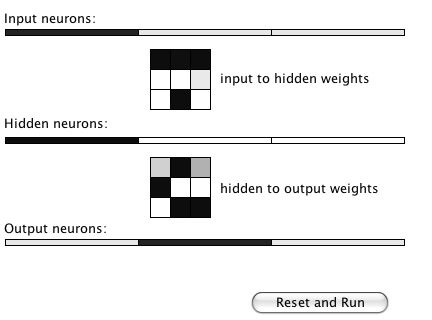 Input neurons:
input to hidden weights
Hidden neurons:
hidden to output weights
Output neurons:
Reset and Run